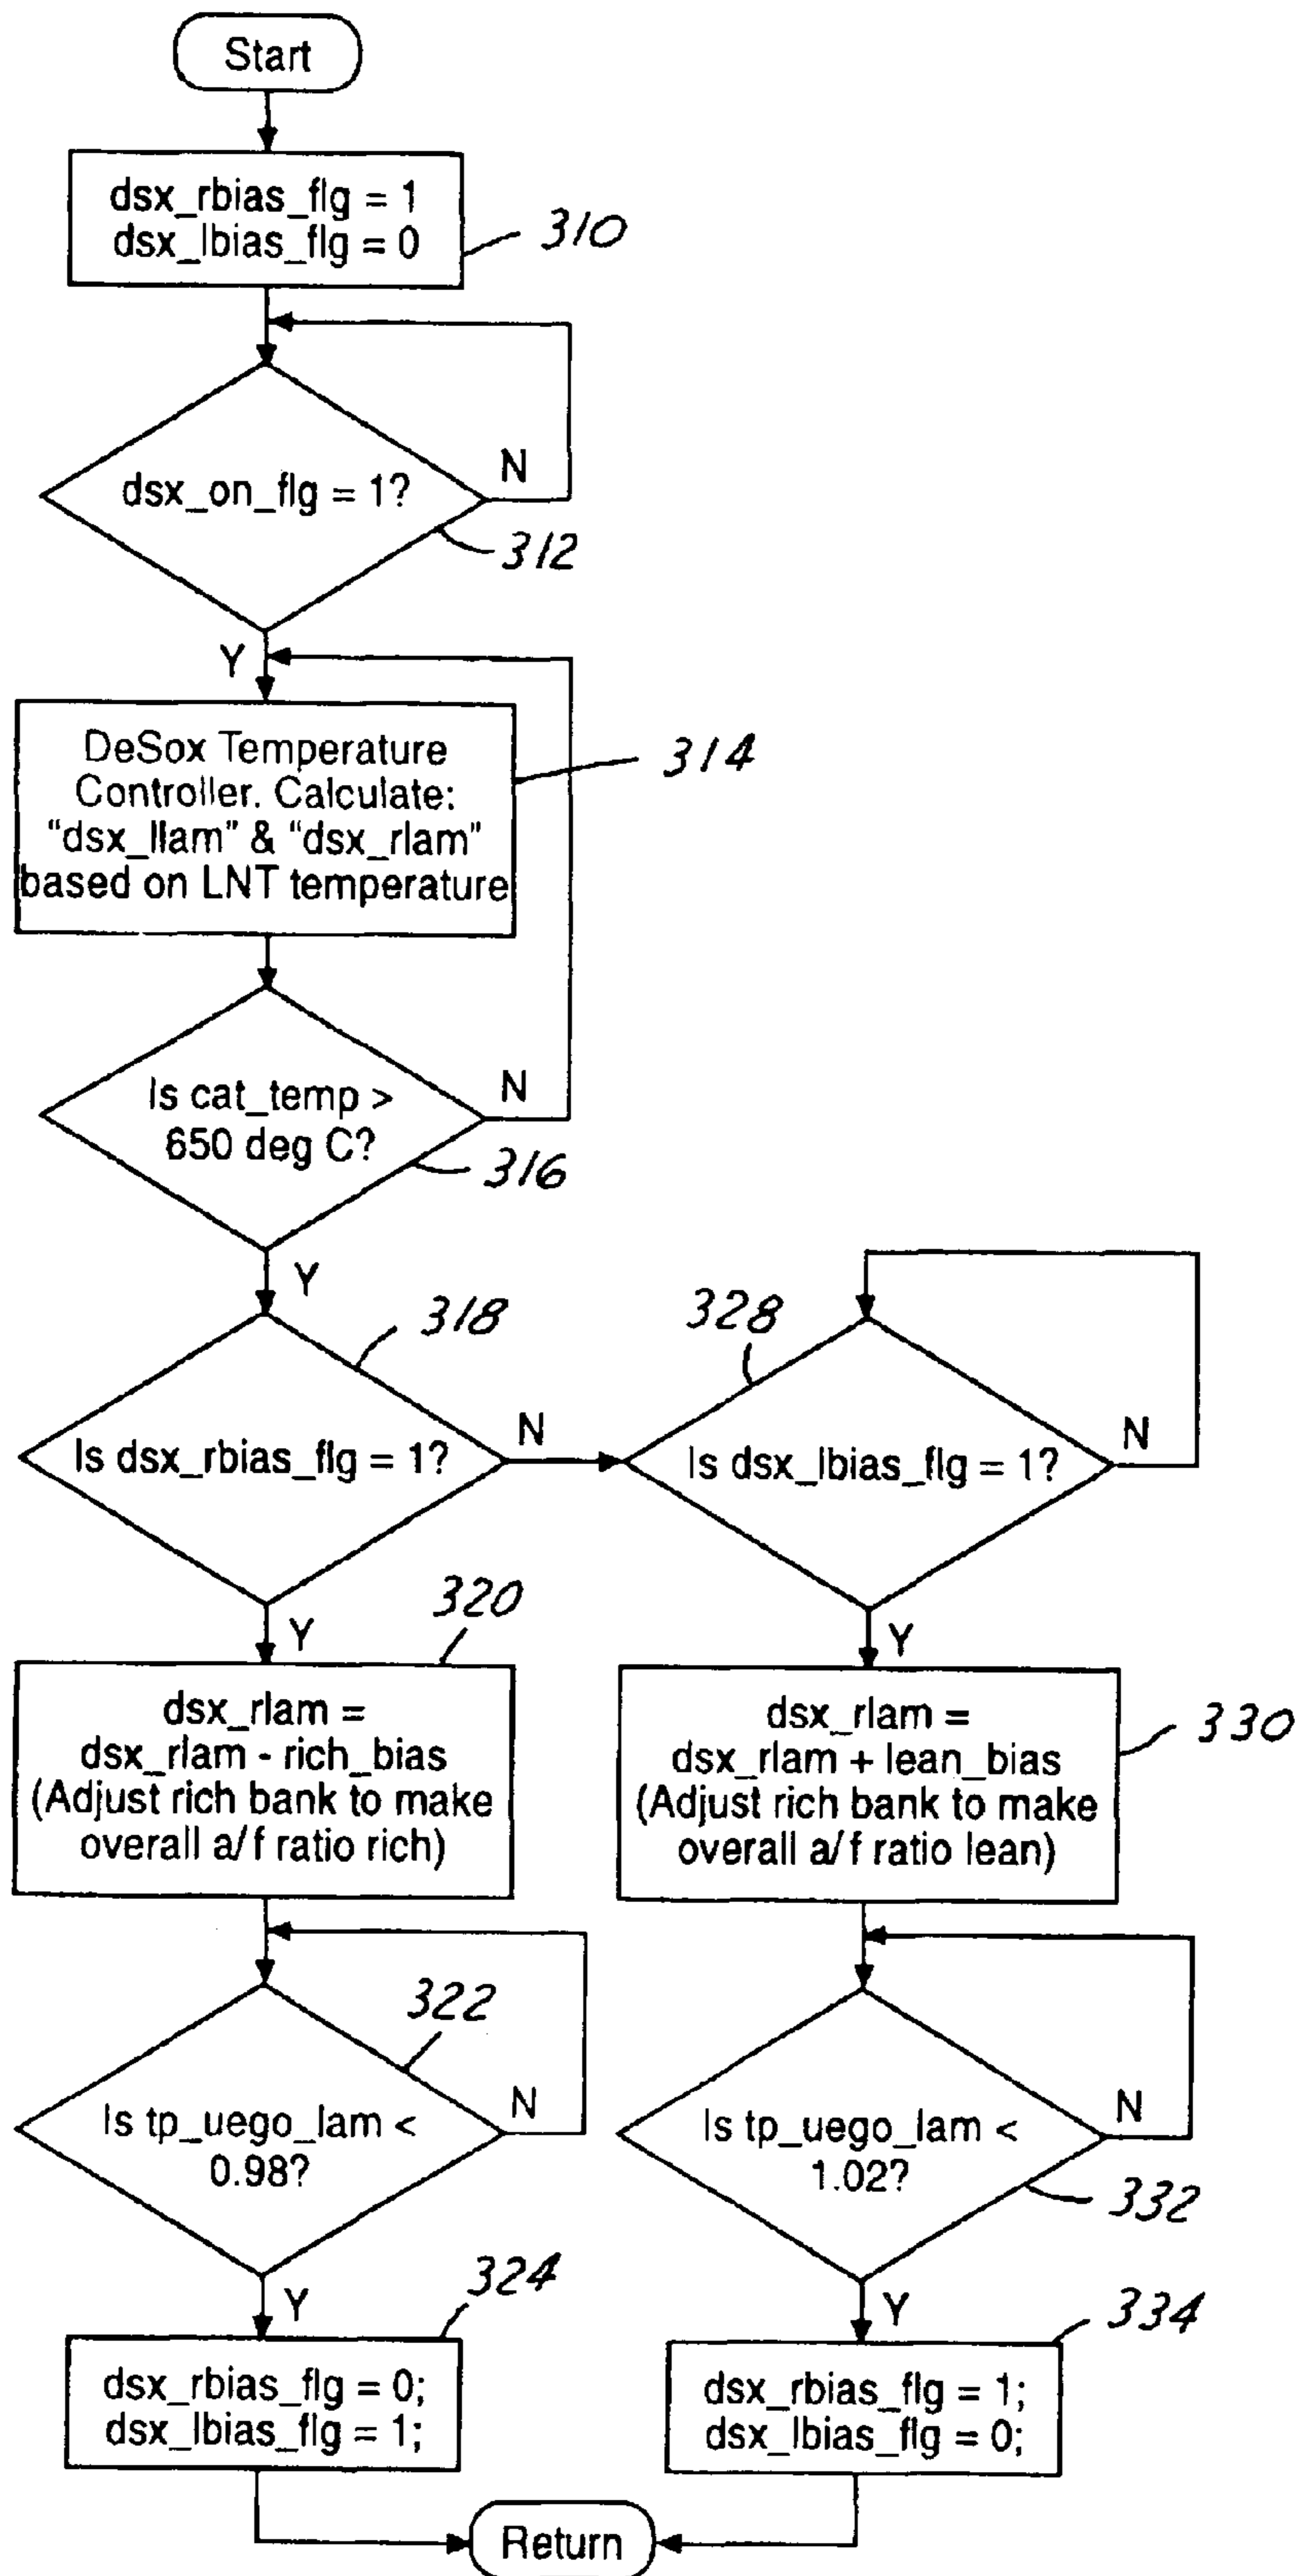 Start
dsx_rbias_flg = 1
dsx_lbias_flg = 0
310
dsx_on_flg = 1?
N
312
Y
DeSox Temperature
Controller. Calculate:
"dsx_llam" & "dsx_rlam"
based on LNT temperature
314
Is cat_temp >
650 deg C?
N
316
Y
318
Is dsx_rbias_flg = 1?
N
328
Is dsx_lbias_flg = 1?
N
Y
320
dsx_rlam =
dsx_rlam - rich_bias
(Adjust rich bank to make
overall a/f ratio rich)
Y
dsx_rlam =
dsx_rlam + lean_bias
(Adjust rich bank to make
overall a/f ratio lean)
330
322
Is tp_uego_lam <
0.98?
N
Is tp_uego_lam <
1.02?
N
332
Y
324
dsx_rbias_flg = 0;
dsx_lbias_flg = 1;
Y
334
dsx_rbias_flg = 1;
dsx_lbias_flg = 0;
Return